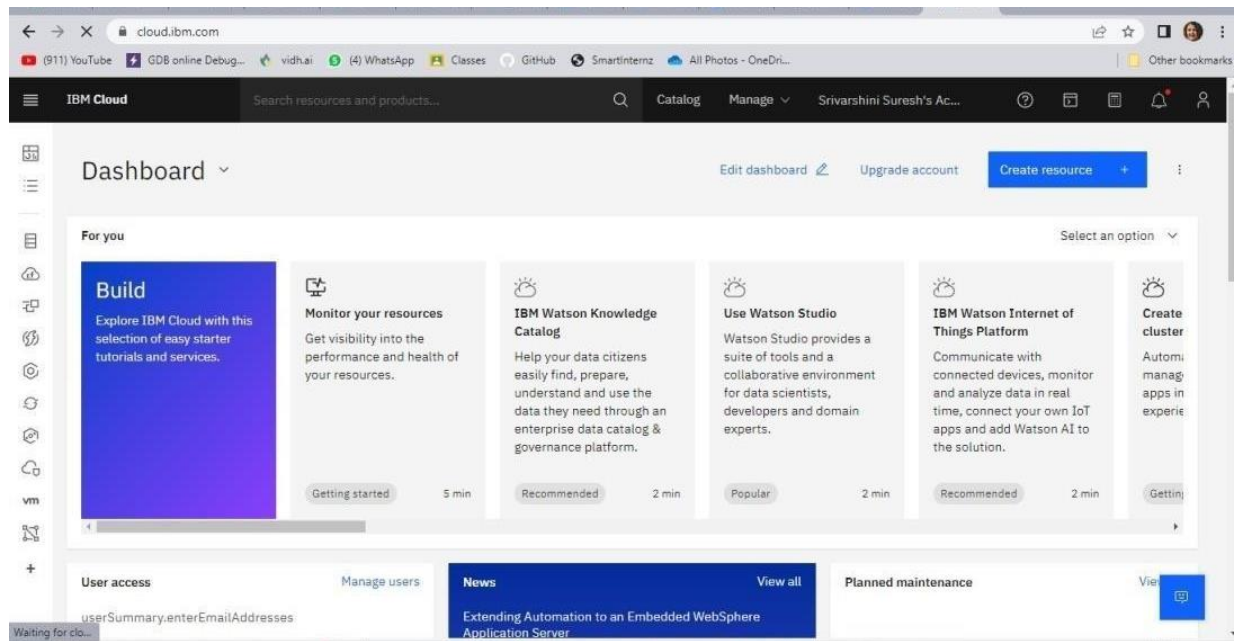 cloud.ibm.com
(911) YouTube GDB online Debug... vidh.ai (4) WhatsApp Classes GitHub Smartinternz All Photos - OneDri... Other bookmarks
IBM Cloud Search resources and products... Catalog Manage Srivarshini Suresh's Ac...
Dashboard Edit dashboard Upgrade account Create resource +
For you Select an option
Build
Explore IBM Cloud with this
selection of easy starter
tutorials and services.
Monitor your resources
Get visibility into the
performance and health of
your resources.
Getting started 5 min
IBM Watson Knowledge
Catalog
Help your data citizens
easily find, prepare,
understand and use the
data they need through an
enterprise data catalog &
governance platform.
Recommended 2 min
Use Watson Studio
Watson Studio provides a
suite of tools and a
collaborative environment
for data scientists,
developers and domain
experts.
Popular 2 min
IBM Watson Internet of
Things Platform
Communicate with
connected devices, monitor
and analyze data in real
time, connect your own IoT
apps and add Watson AI to
the solution.
Recommended 2 min
Create
cluster
Automa
manag
apps in
experie
Getting
vm
User access Manage users
userSummary.enterEmailAddresses
News View all
Extending Automation to an Embedded WebSphere
Application Server
Planned maintenance Vie
Waiting for clo...